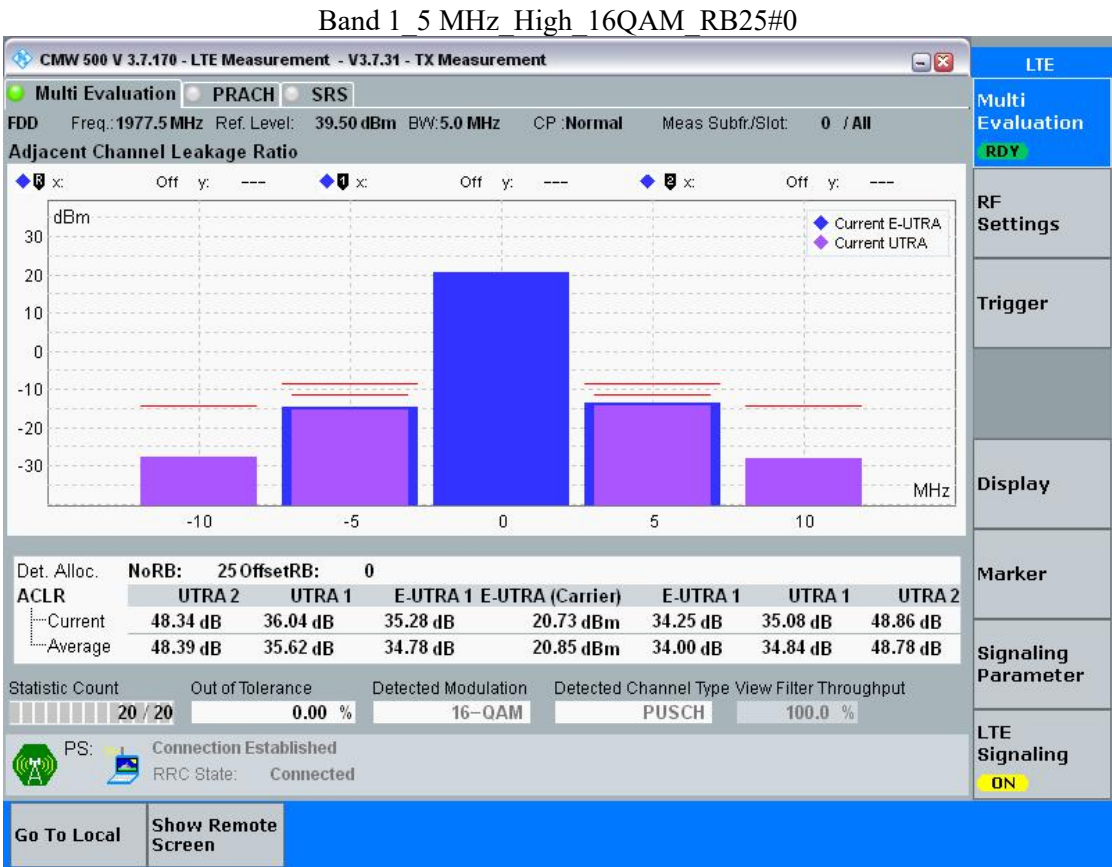 Band 1_5 MHz_High_16QAM_RB25#0
CMW 500 V 3.7.170 - LTE Measurement - V3.7.31 - TX Measurement
LTE
Multi Evaluation PRACH SRS
Multi
Evaluation
RDY
FDD Freq.: 1977.5 MHz Ref. Level: 39.50 dBm BW: 5.0 MHz CP : Normal Meas Subfr./Slot: 0 / All
Adjacent Channel Leakage Ratio
R x: Off y: --- 1 x: Off y: --- 2 x: Off y: ---
RF
Settings
dBm
Current E-UTRA
Current UTRA
30
20
10
0
-10
-20
-30
MHz
-10 -5 0 5 10
Trigger
Display
Det. Alloc. NoRB: 25 OffsetRB: 0
ACLR UTRA 2 UTRA 1 E-UTRA 1 E-UTRA (Carrier) E-UTRA 1 UTRA 1 UTRA 2
Current 48.34 dB 36.04 dB 35.28 dB 20.73 dBm 34.25 dB 35.08 dB 48.86 dB
Average 48.39 dB 35.62 dB 34.78 dB 20.85 dBm 34.00 dB 34.84 dB 48.78 dB
Marker
Statistic Count Out of Tolerance Detected Modulation Detected Channel Type View Filter Throughput
20 / 20 0.00 % 16-QAM PUSCH 100.0 %
Signaling
Parameter
PS: Connection Established
RRC State: Connected
LTE
Signaling
ON
Go To Local
Show Remote
Screen